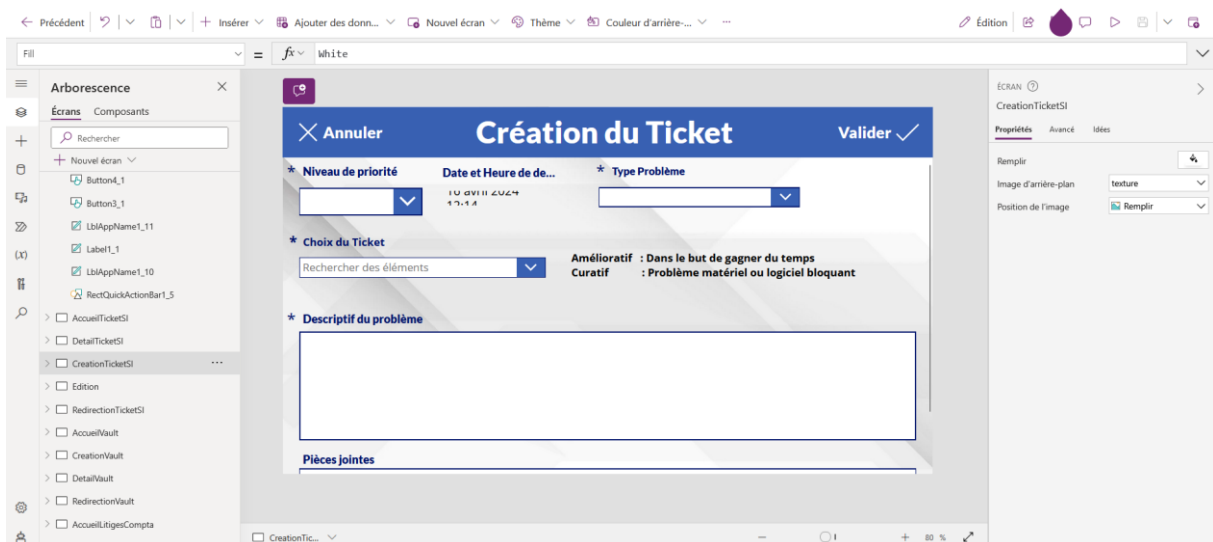 Précédent Insérer Ajouter des donn... Nouvel écran Thème Couleur d'arrière-... ... Édition
Fill = fx White
Arborescence
Écrans Composants
Rechercher
Nouvel écran
Button4_1
Button3_1
LblAppName1_11
Label1_1
LblAppName1_10
RectQuickActionBar1_5
AccueilTicketSI
DetailTicketSI
CreationTicketSI ...
Edition
RedirectionTicketSI
AccueilVault
CreationVault
DetailVault
RedirectionVault
AccueilLitigesCompta
Annuler Création du Ticket Valider
* Niveau de priorité Date et Heure de de... * Type Problème
10 avril 2024
12:14
* Choix du Ticket
Rechercher des éléments
Amélioratif : Dans le but de gagner du temps
Curatif : Problème matériel ou logiciel bloquant
* Descriptif du problème
Pièces jointes
CreationTic... 80 %
ÉCRAN
CreationTicketSI
Propriétés Avancé Idées
Remplir
Image d'arrière-plan texture
Position de l'image Remplir